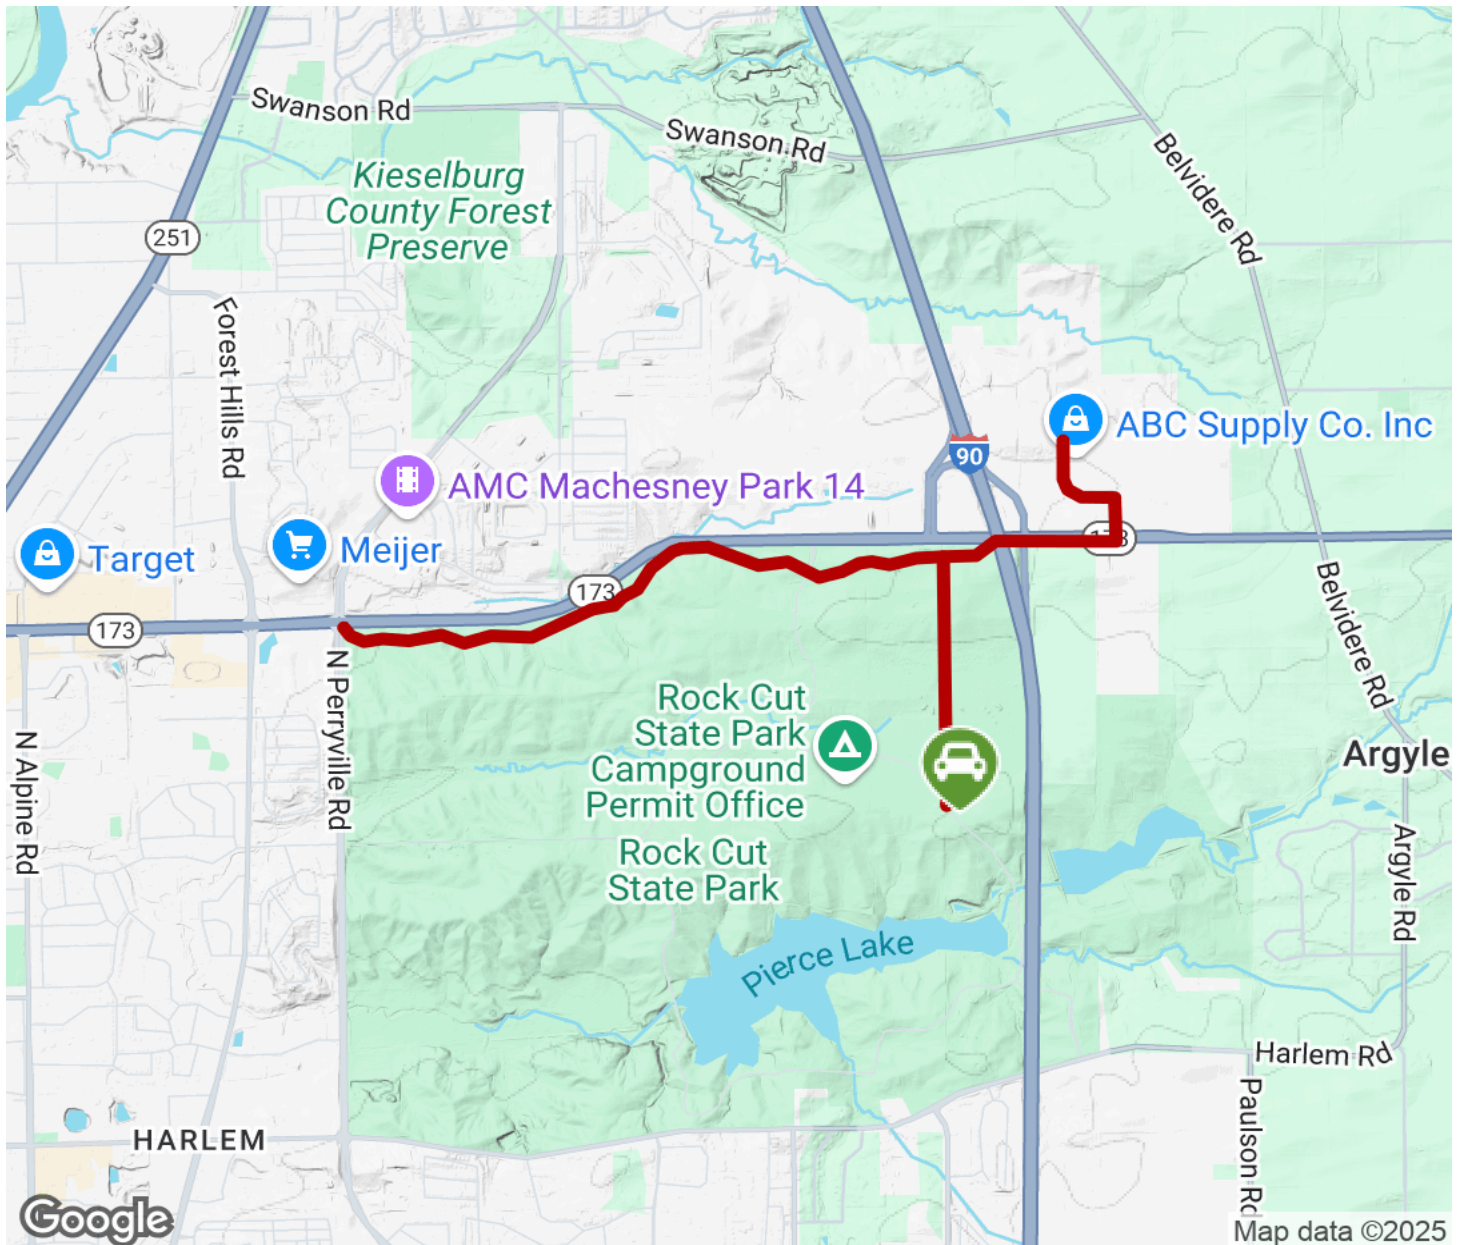 Swanson Rd
Swanson Rd
Belvidere Rd
Kieselburg
County Forest
Preserve
251
Forest Hills Rd
ABC Supply Co. Inc
90
AMC Machesney Park 14
Target
Meijer
173
173
173
N Perryville Rd
Belvidere Rd
Rock Cut
State Park
Campground
Permit Office
N Alpine Rd
Argyle
Rock Cut
State Park
Argyle Rd
Pierce Lake
Harlem Rd
Paulson Rd
HARLEM
Google
Map data ©2025